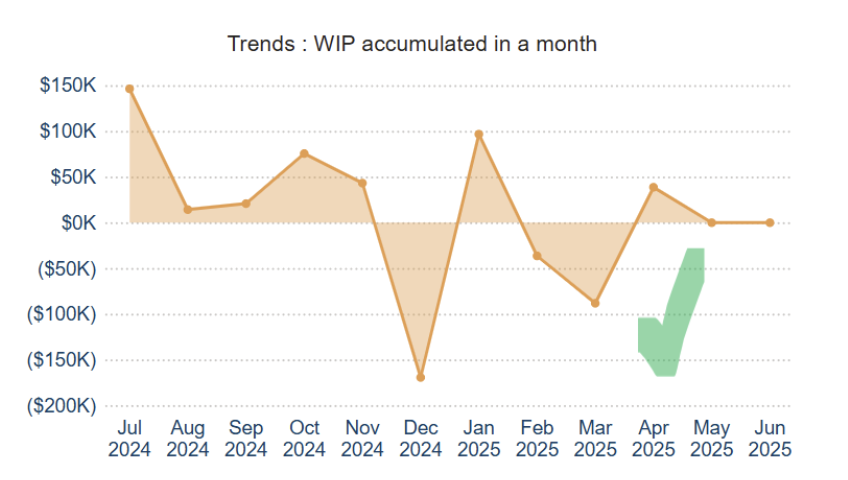 Trends : WIP accumulated in a month
$150K
$100K
$50K
$0K
($50K)
($100K)
($150K)
($200K)
Jul Aug Sep Oct Nov Dec Jan Feb Mar Apr May Jun
2024 2024 2024 2024 2024 2024 2025 2025 2025 2025 2025 2025